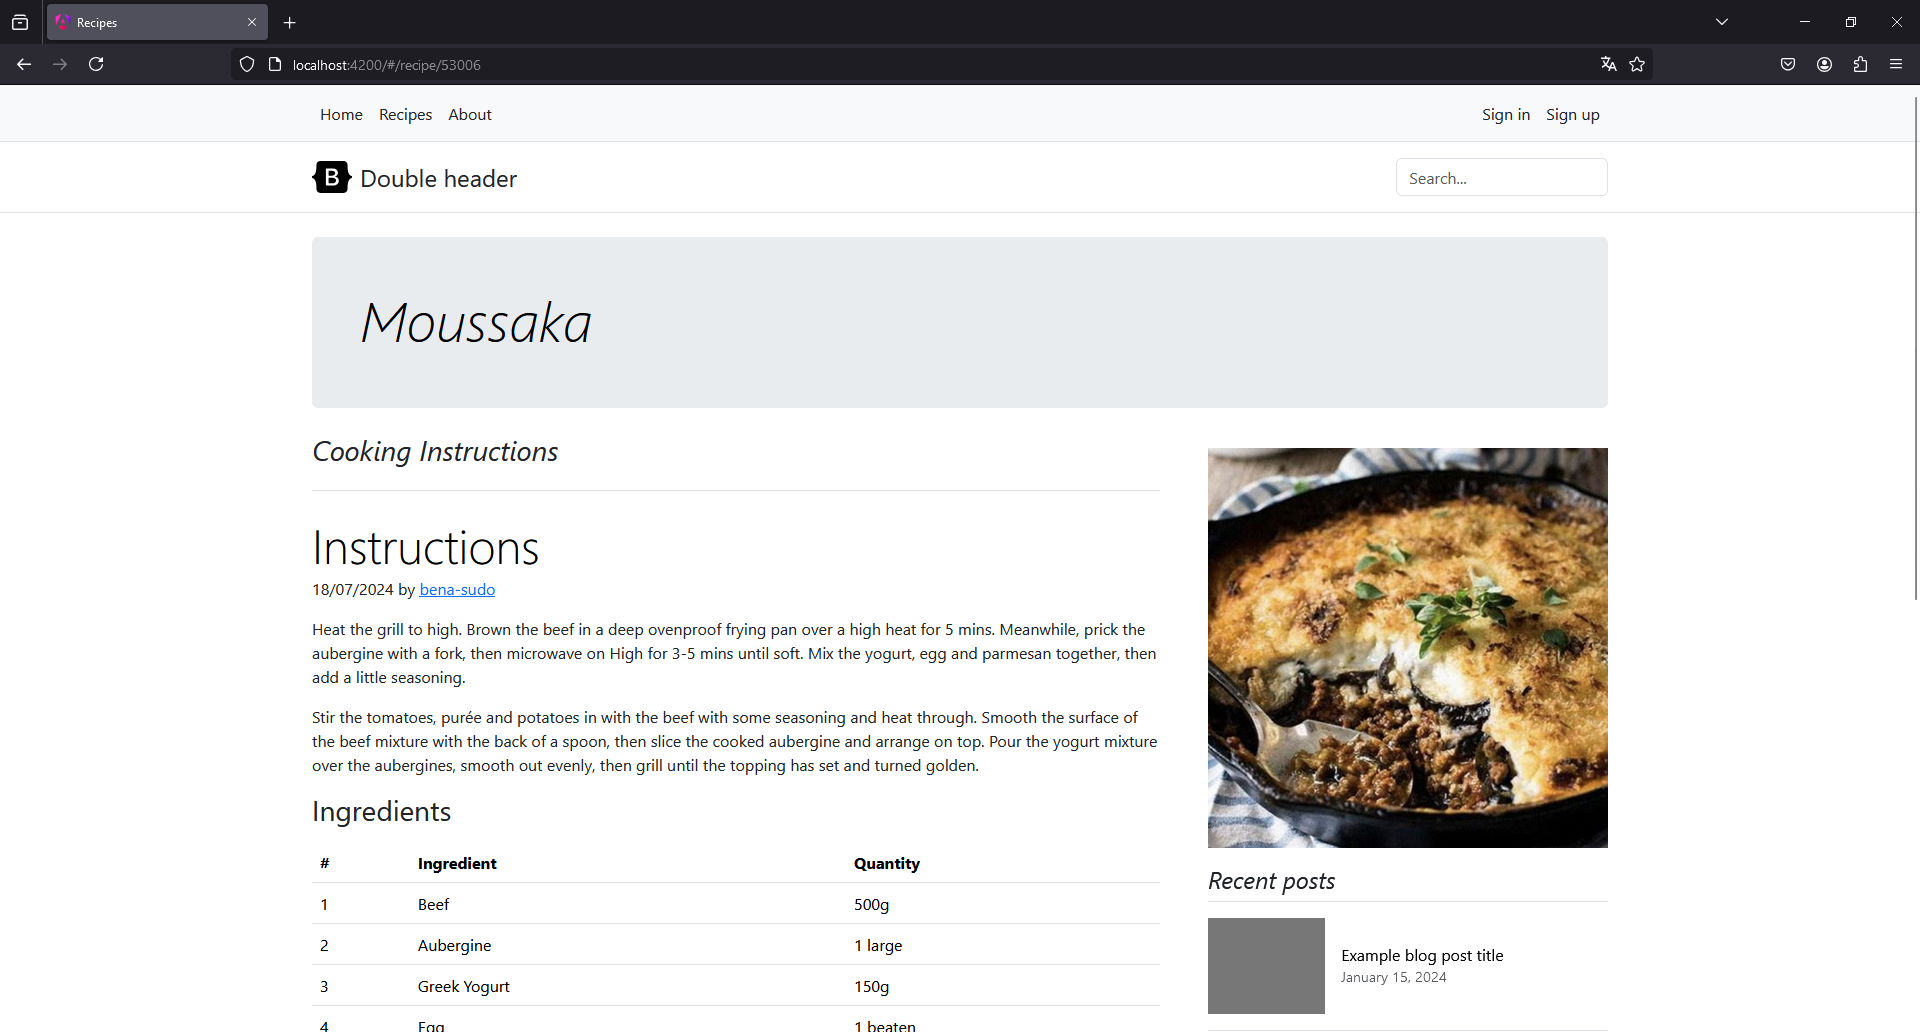 Recipes
localhost:4200/#/recipe/53006
Home Recipes About
Sign in Sign up
B Double header
Search...
Moussaka
Cooking Instructions
Instructions
18/07/2024 by bena-sudo
Heat the grill to high. Brown the beef in a deep ovenproof frying pan over a high heat for 5 mins. Meanwhile, prick the
aubergine with a fork, then microwave on High for 3-5 mins until soft. Mix the yogurt, egg and parmesan together, then
add a little seasoning.
Stir the tomatoes, purée and potatoes in with the beef with some seasoning and heat through. Smooth the surface of
the beef mixture with the back of a spoon, then slice the cooked aubergine and arrange on top. Pour the yogurt mixture
over the aubergines, smooth out evenly, then grill until the topping has set and turned golden.
Ingredients
# Ingredient Quantity
1 Beef 500g
2 Aubergine 1 large
3 Greek Yogurt 150g
4 Egg 1 beaten
Recent posts
Example blog post title
January 15, 2024